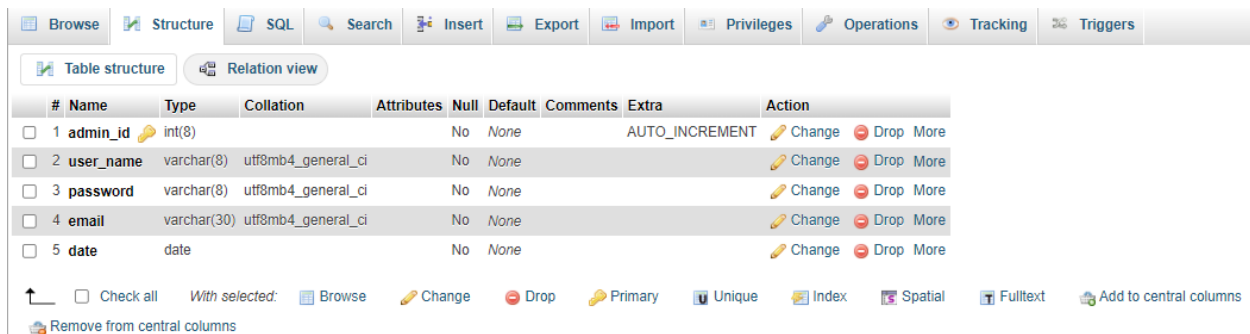 Browse Structure SQL Search Insert Export Import Privileges Operations Tracking Triggers
Table structure Relation view
# Name Type Collation Attributes Null Default Comments Extra Action
1 admin_id int(8) No None AUTO_INCREMENT Change Drop More
2 user_name varchar(8) utf8mb4_general_ci No None Change Drop More
3 password varchar(8) utf8mb4_general_ci No None Change Drop More
4 email varchar(30) utf8mb4_general_ci No None Change Drop More
5 date date No None Change Drop More
Check all With selected: Browse Change Drop Primary Unique Index Spatial Fulltext Add to central columns
Remove from central columns